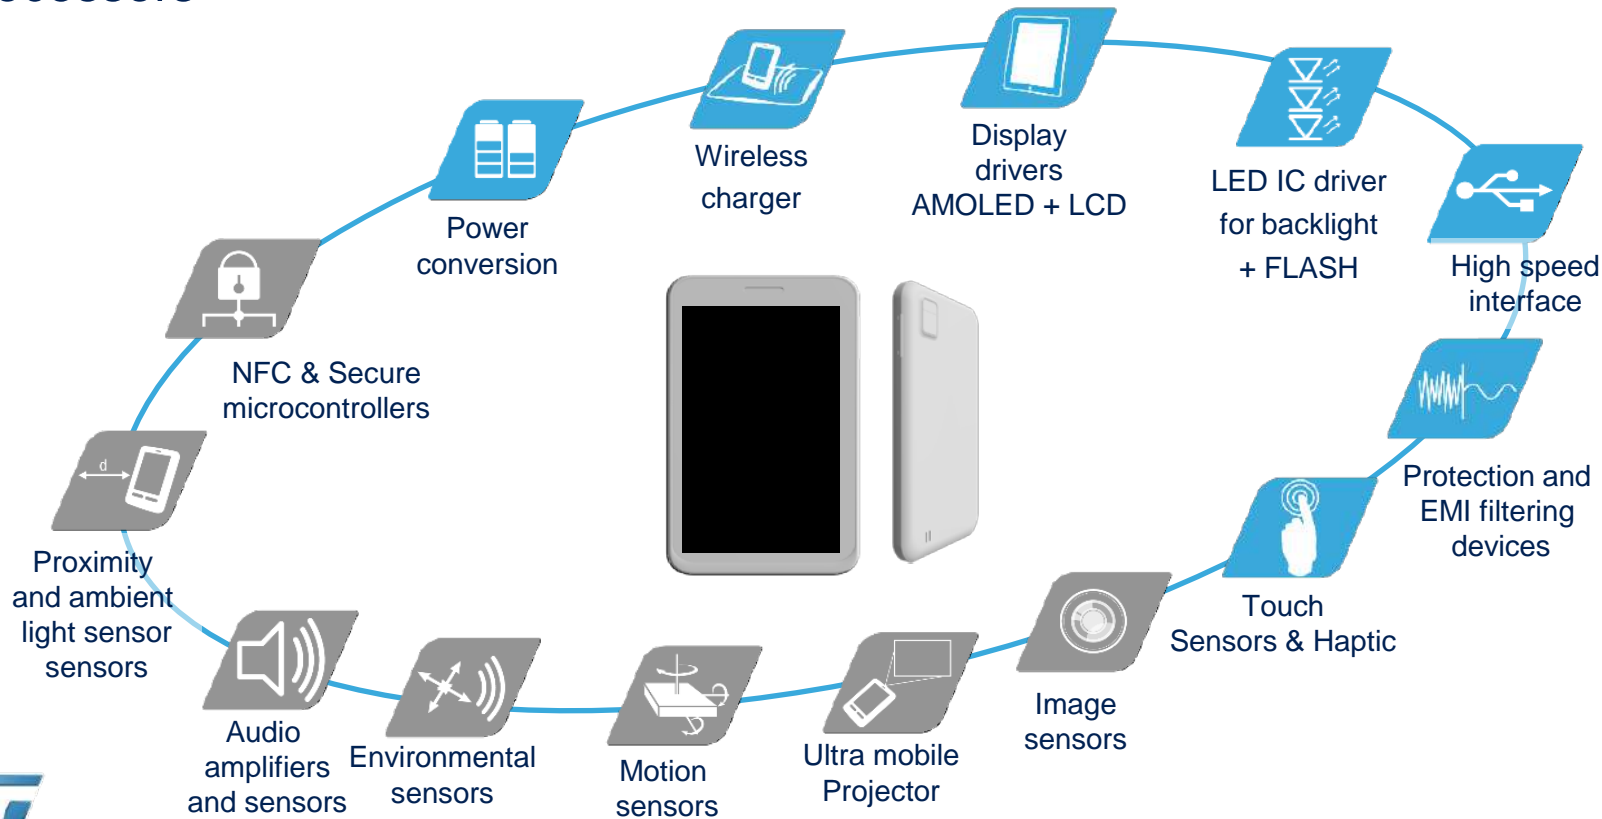 Wireless
charger
Display
drivers
AMOLED + LCD
LED IC driver
for backlight
+ FLASH
High speed
interface
Power
conversion
NFC & Secure
microcontrollers
d
Protection and
EMI filtering
devices
Proximity
and ambient
light sensor
sensors
Touch
Sensors & Haptic
Image
sensors
Ultra mobile
Projector
Motion
sensors
Environmental
sensors
Audio
amplifiers
and sensors